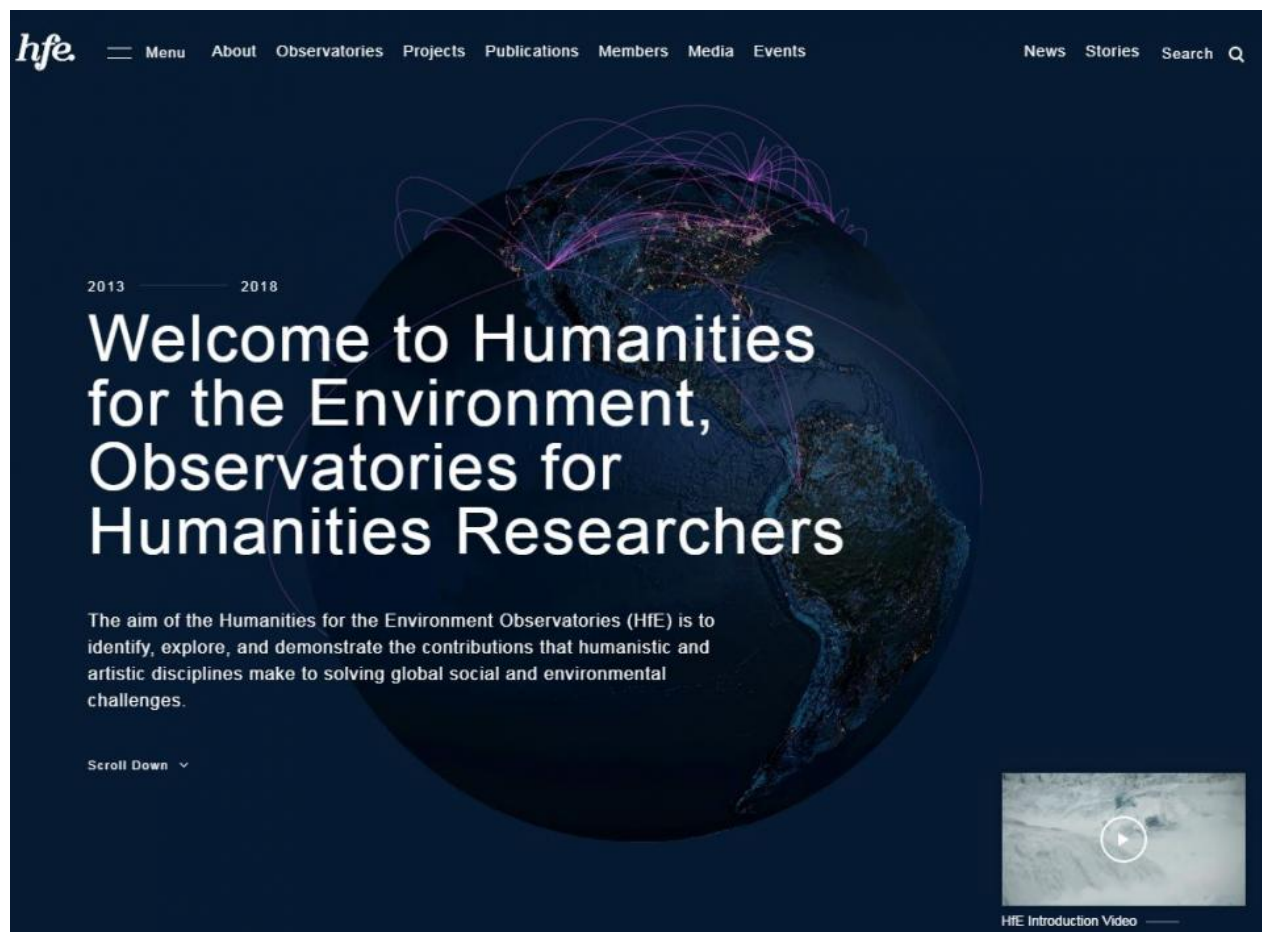 hfe.
Menu About Observatories Projects Publications Members Media Events News Stories Search
2013 2018
Welcome to Humanities
for the Environment,
Observatories for
Humanities Researchers
The aim of the Humanities for the Environment Observatories (HfE) is to
identify, explore, and demonstrate the contributions that humanistic and
artistic disciplines make to solving global social and environmental
challenges.
Scroll Down
HfE Introduction Video